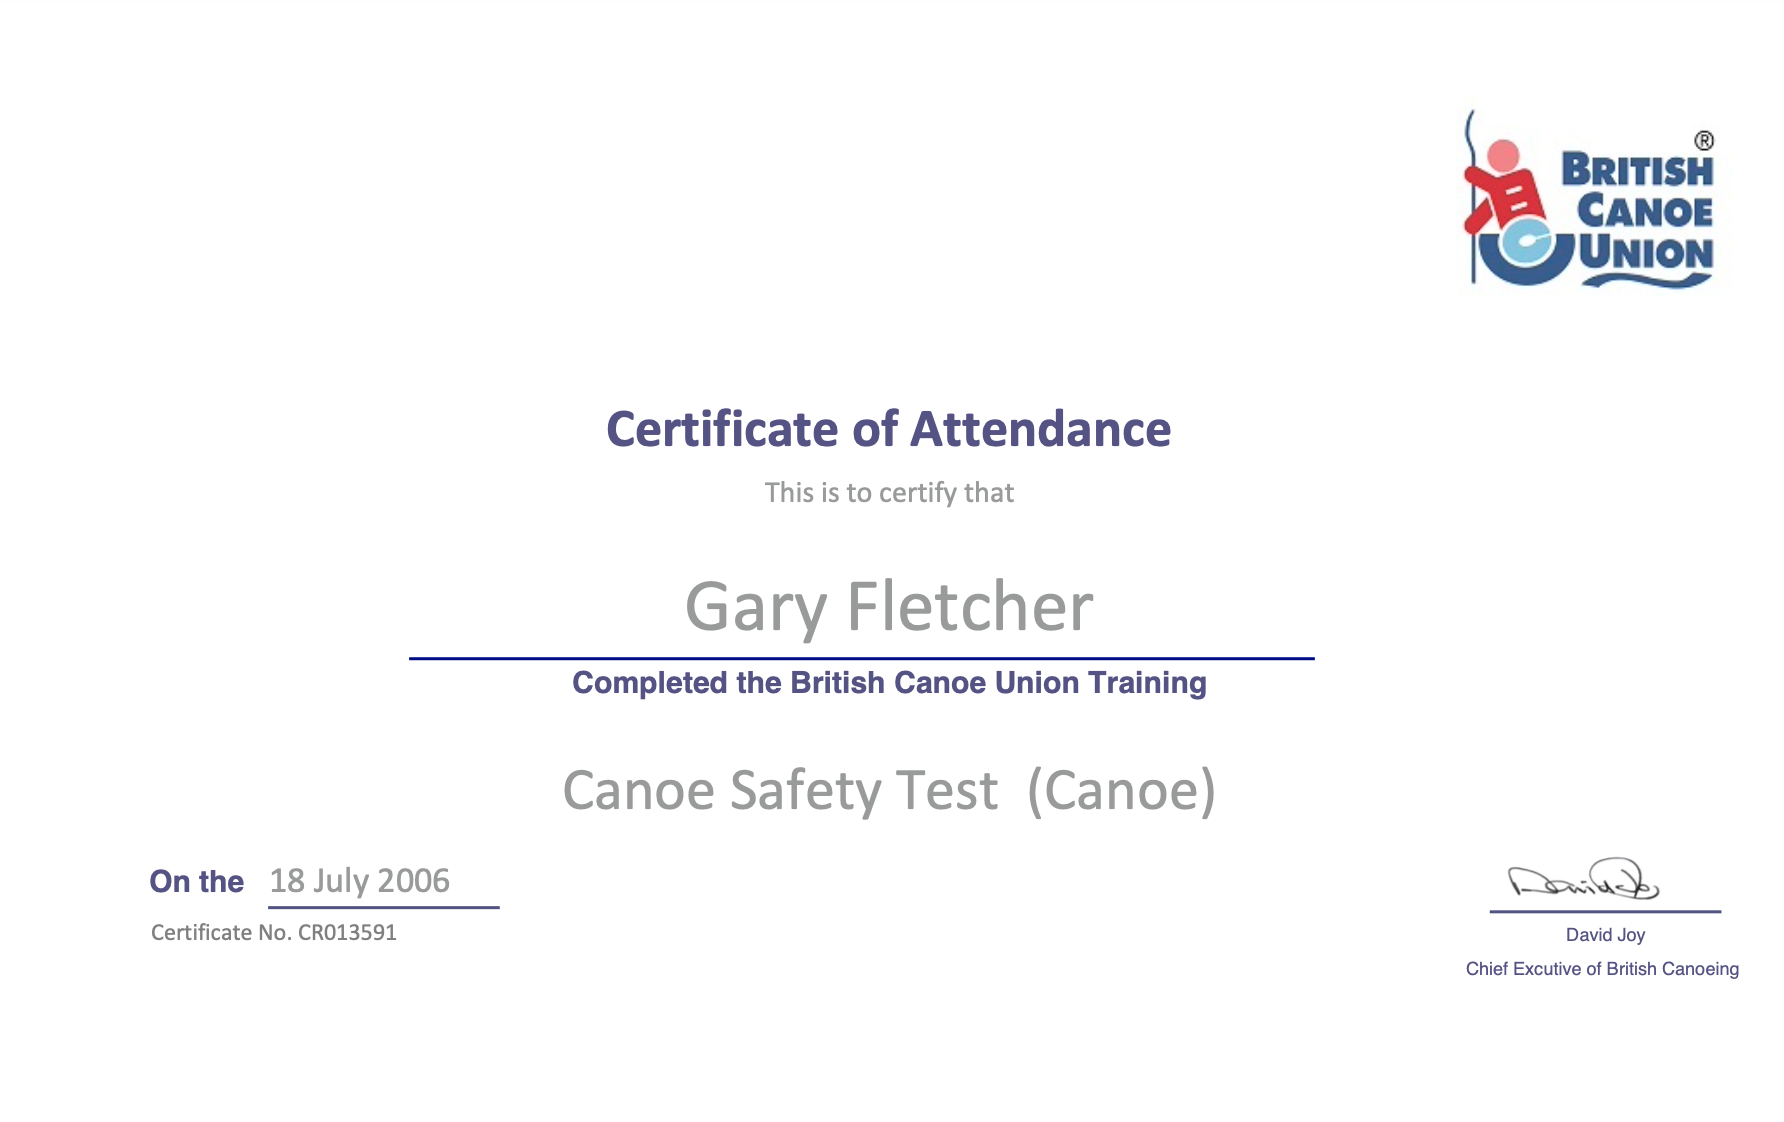 ®
BRITISH
CANOE
UNION
Certificate of Attendance
This is to certify that
Gary Fletcher
Completed the British Canoe Union Training
Canoe Safety Test  (Canoe)
On the 18 July 2006
Certificate No. CR013591
David Joy
David Joy
Chief Excutive of British Canoeing